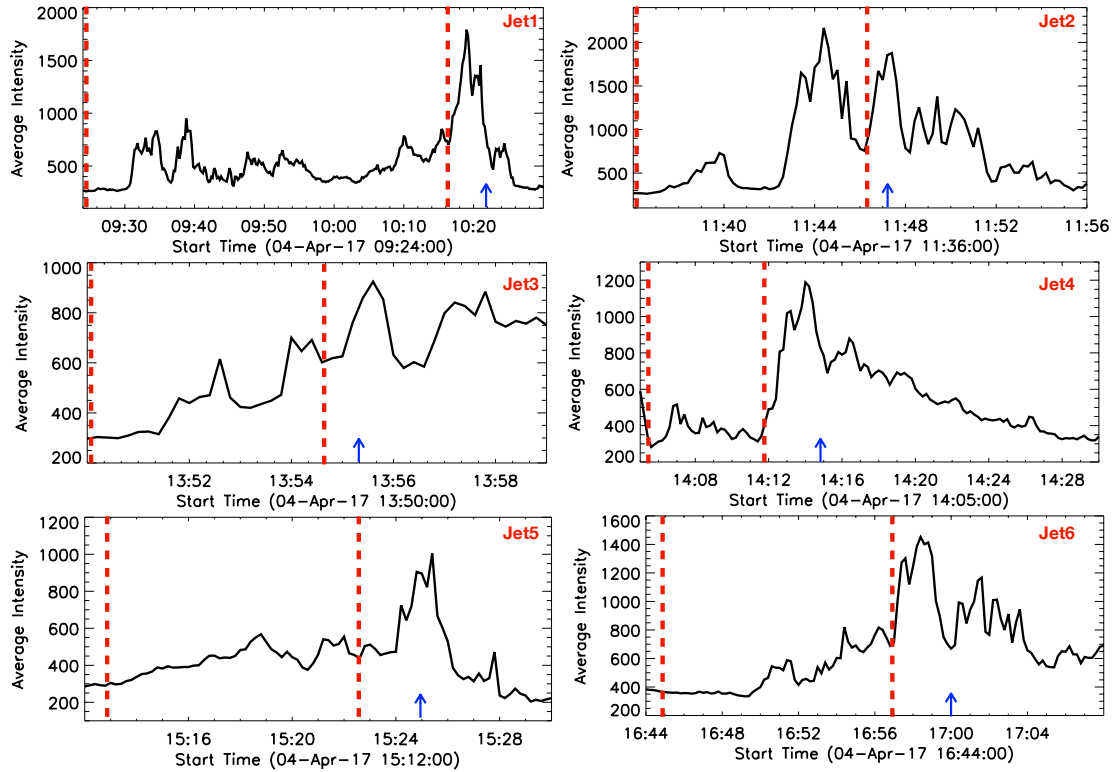 Jet1
Average Intensity
2000
1500
1000
500
09:30 09:40 09:50 10:00 10:10 10:20
Start Time (04-Apr-17 09:24:00)
Jet2
Average Intensity
2000
1500
1000
500
11:40 11:44 11:48 11:52 11:56
Start Time (04-Apr-17 11:36:00)
Jet3
Average Intensity
1000
800
600
400
200
13:52 13:54 13:56 13:58
Start Time (04-Apr-17 13:50:00)
Jet4
Average Intensity
1200
1000
800
600
400
200
14:08 14:12 14:16 14:20 14:24 14:28
Start Time (04-Apr-17 14:05:00)
Jet5
Average Intensity
1200
1000
800
600
400
200
15:16 15:20 15:24 15:28
Start Time (04-Apr-17 15:12:00)
Jet6
Average Intensity
1600
1400
1200
1000
800
600
400
200
16:44 16:48 16:52 16:56 17:00 17:04
Start Time (04-Apr-17 16:44:00)